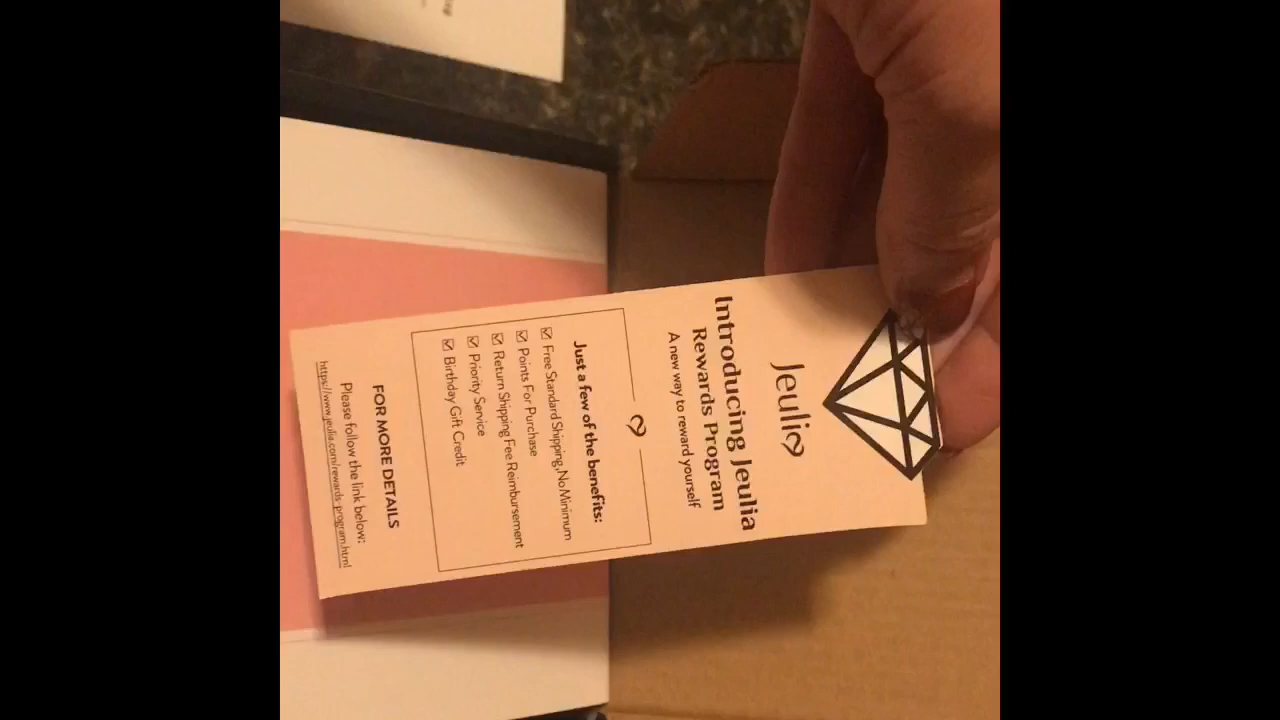 Jeulia
Introducing Jeulia
Rewards Program
A new way to reward yourself
Just a few of the benefits:
☑ Free Standard Shipping,No Minimum
☑ Points For Purchase
☑ Return Shipping Fee Reimbursement
☑ Priority Service
☑ Birthday Gift Credit
FOR MORE DETAILS
Please follow the link below:
https://www.jeulia.com/rewards-program.html